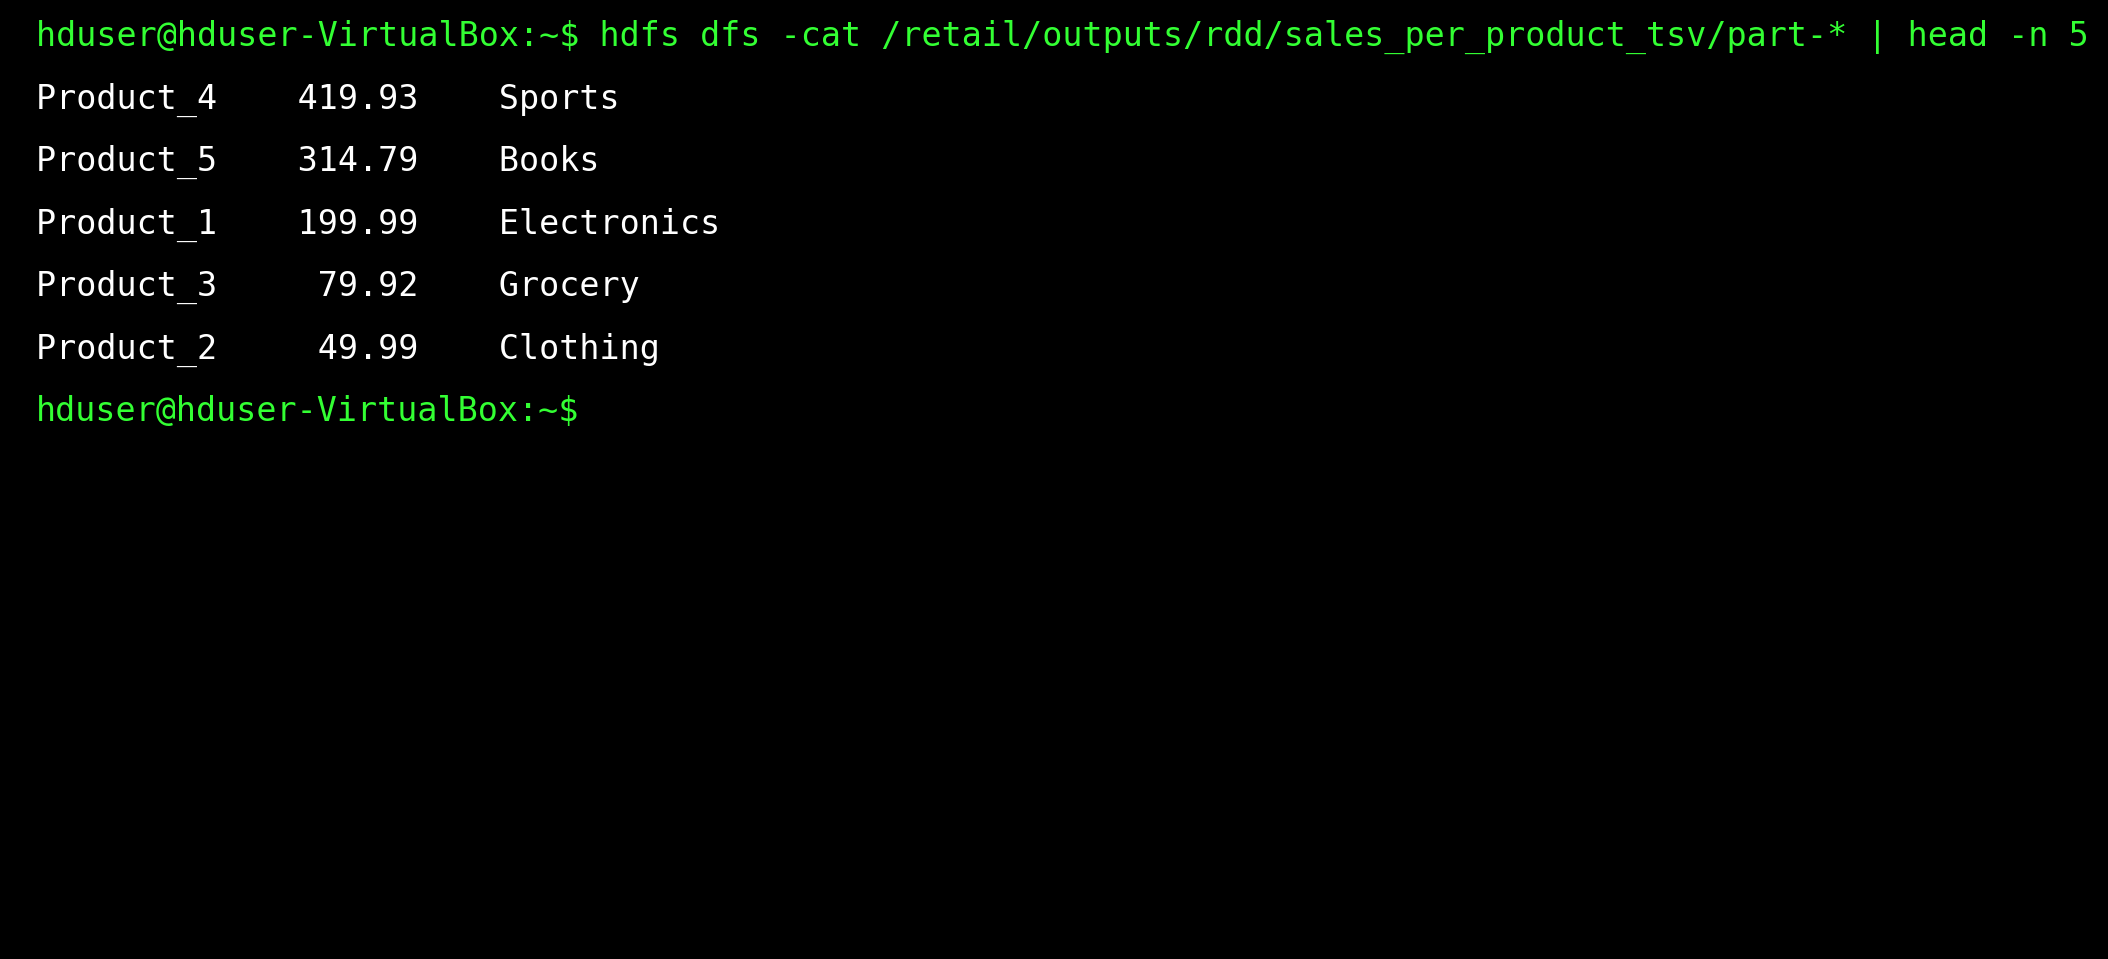 hduser@hduser-VirtualBox:~$ hdfs dfs -cat /retail/outputs/rdd/sales_per_product_tsv/part-* | head -n 5
Product_4    419.93    Sports
Product_5    314.79    Books
Product_1    199.99    Electronics
Product_3     79.92    Grocery
Product_2     49.99    Clothing
hduser@hduser-VirtualBox:~$